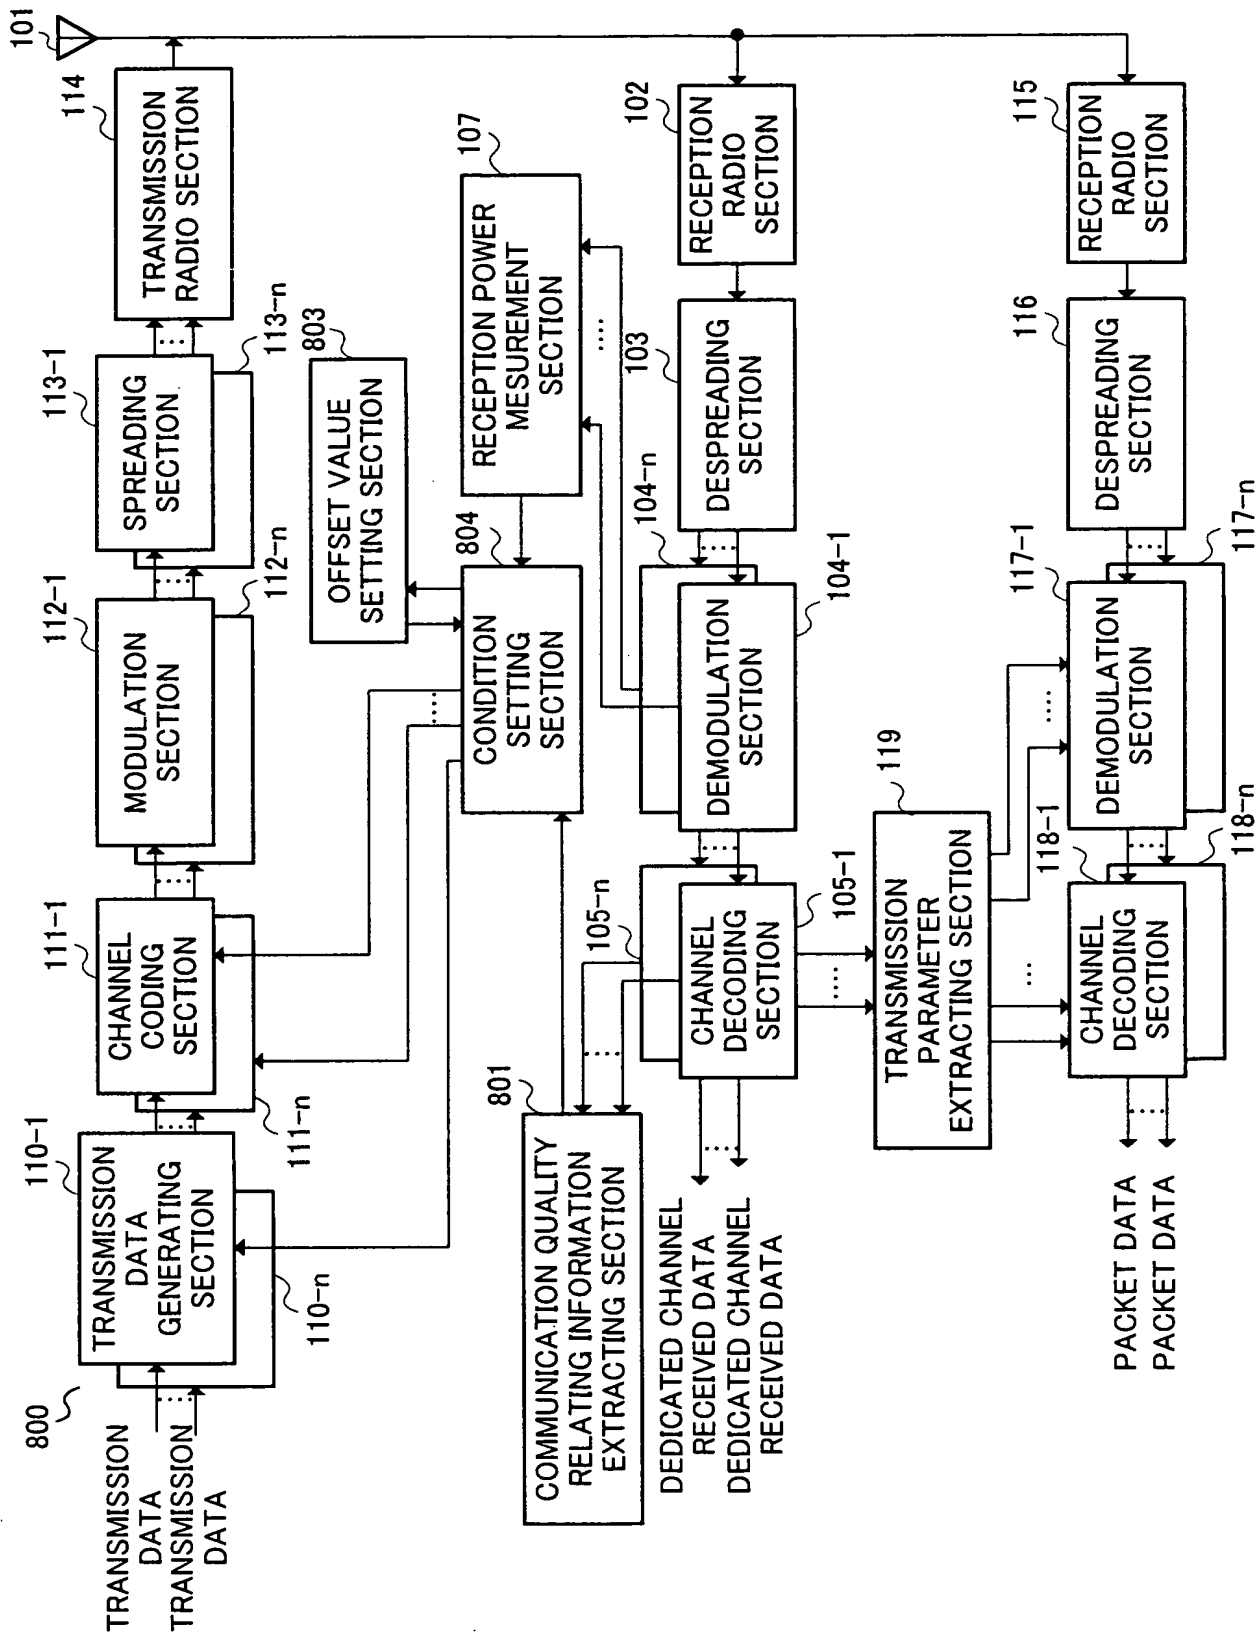 800
TRANSMISSION
DATA
TRANSMISSION
DATA
110-1
TRANSMISSION
DATA
GENERATING
SECTION
110-n
111-1
CHANNEL
CODING
SECTION
111-n
112-1
MODULATION
SECTION
112-n
113-1
SPREADING
SECTION
113-n
114
TRANSMISSION
RADIO SECTION
101
803
OFFSET VALUE
SETTING SECTION
804
CONDITION
SETTING
SECTION
107
RECEPTION POWER
MESUREMENT
SECTION
801
COMMUNICATION QUALITY
RELATING INFORMATION
EXTRACTING SECTION
102
RECEPTION
RADIO
SECTION
103
DESPREADING
SECTION
104-n
DEMODULATION
SECTION
104-1
105-n
CHANNEL
DECODING
SECTION
105-1
DEDICATED CHANNEL
RECEIVED DATA
DEDICATED CHANNEL
RECEIVED DATA
119
TRANSMISSION
PARAMETER
EXTRACTING SECTION
115
RECEPTION
RADIO
SECTION
116
DESPREADING
SECTION
117-1
DEMODULATION
SECTION
117-n
118-1
CHANNEL
DECODING
SECTION
118-n
PACKET DATA
PACKET DATA